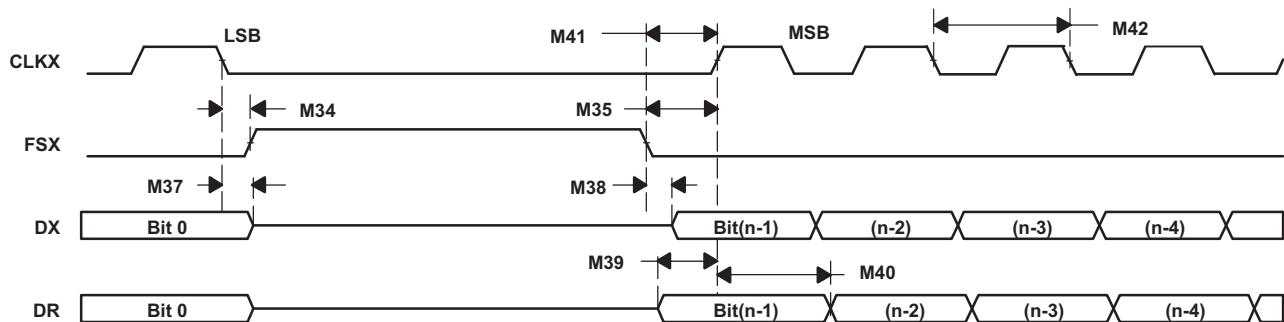 LSB
M41
MSB
M42
CLKX
M34
M35
FSX
M37
M38
DX
Bit 0
Bit(n-1)
(n-2)
(n-3)
(n-4)
M39
M40
DR
Bit 0
Bit(n-1)
(n-2)
(n-3)
(n-4)